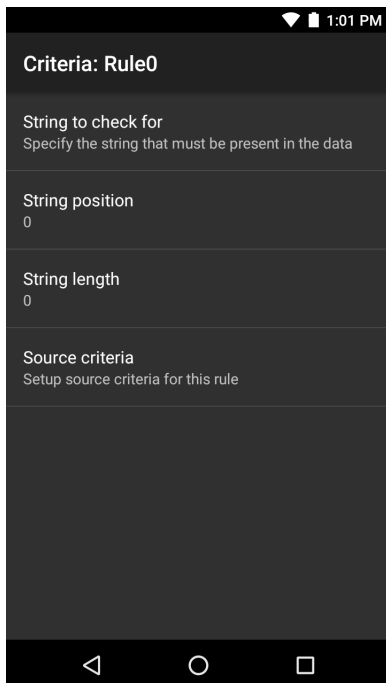 1:01 PM
Criteria: Rule0
String to check for
Specify the string that must be present in the data
String position
0
String length
0
Source criteria
Setup source criteria for this rule